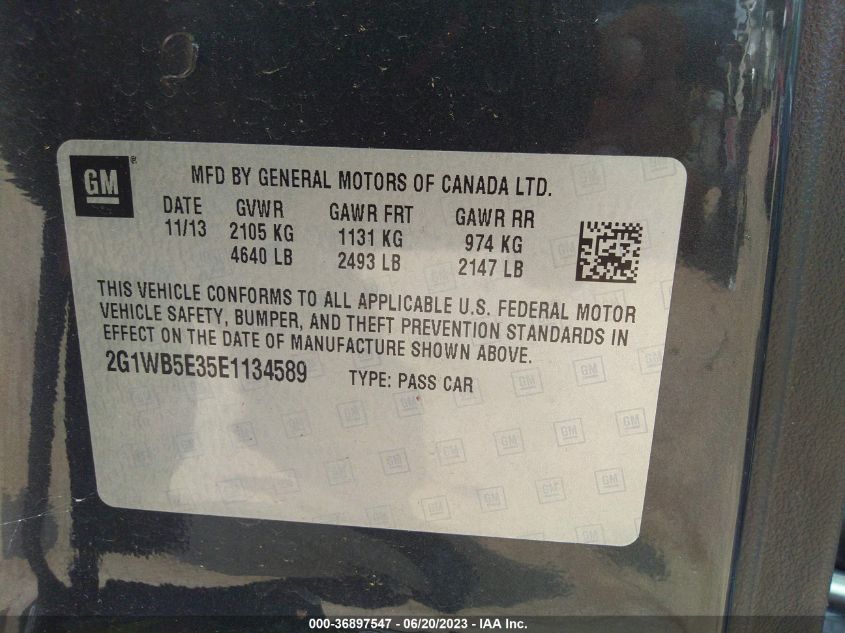 GM ®
MFD BY GENERAL MOTORS OF CANADA LTD.
DATE GVWR GAWR FRT GAWR RR
11/13 2105 KG 1131 KG 974 KG
4640 LB 2493 LB 2147 LB
THIS VEHICLE CONFORMS TO ALL APPLICABLE U.S. FEDERAL MOTOR
VEHICLE SAFETY, BUMPER, AND THEFT PREVENTION STANDARDS IN
EFFECT ON THE DATE OF MANUFACTURE SHOWN ABOVE.
2G1WB5E35E1134589 TYPE: PASS CAR
000-36897547 - 06/20/2023 - IAA Inc.